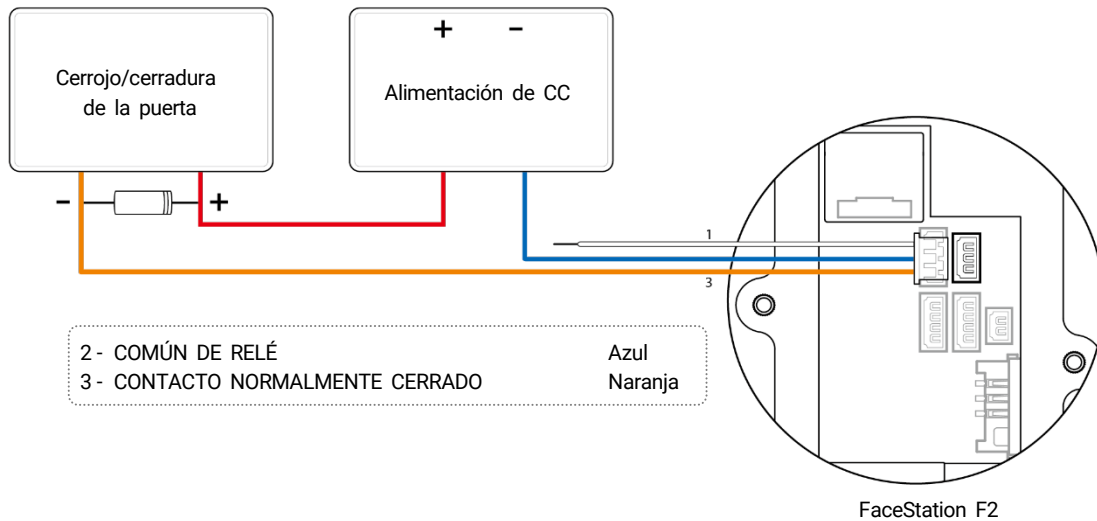 + −
Cerrojo/cerradura
de la puerta
Alimentación de CC
- +
1
3
2 - COMÚN DE RELÉ Azul
3 - CONTACTO NORMALMENTE CERRADO Naranja
FaceStation F2